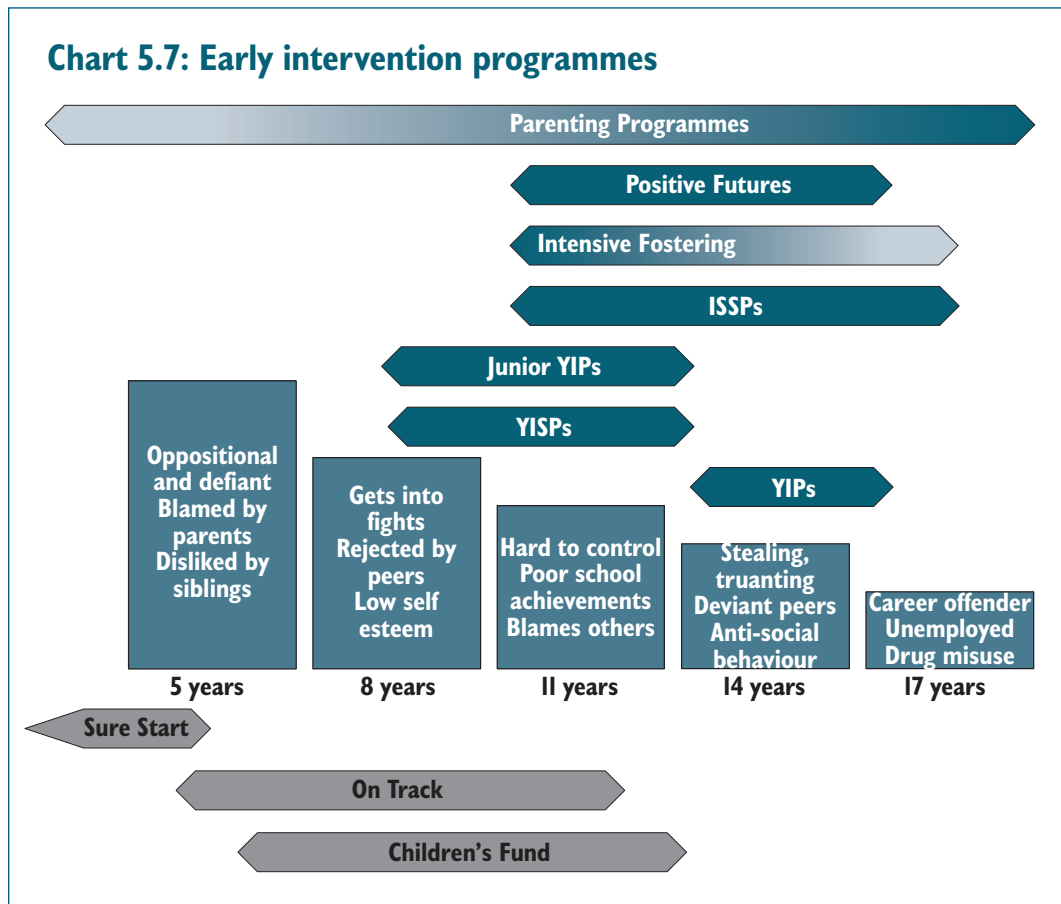 Chart 5.7: Early intervention programmes
Parenting Programmes
Positive Futures
Intensive Fostering
ISSPs
Junior YIPs
YISPs
YIPs
Oppositional
and defiant
Blamed by
parents
Disliked by
siblings
Gets into
fights
Rejected by
peers
Low self
esteem
Hard to control
Poor school
achievements
Blames others
Stealing,
truanting
Deviant peers
Anti-social
behaviour
Career offender
Unemployed
Drug misuse
5 years
8 years
11 years
14 years
17 years
Sure Start
On Track
Children’s Fund